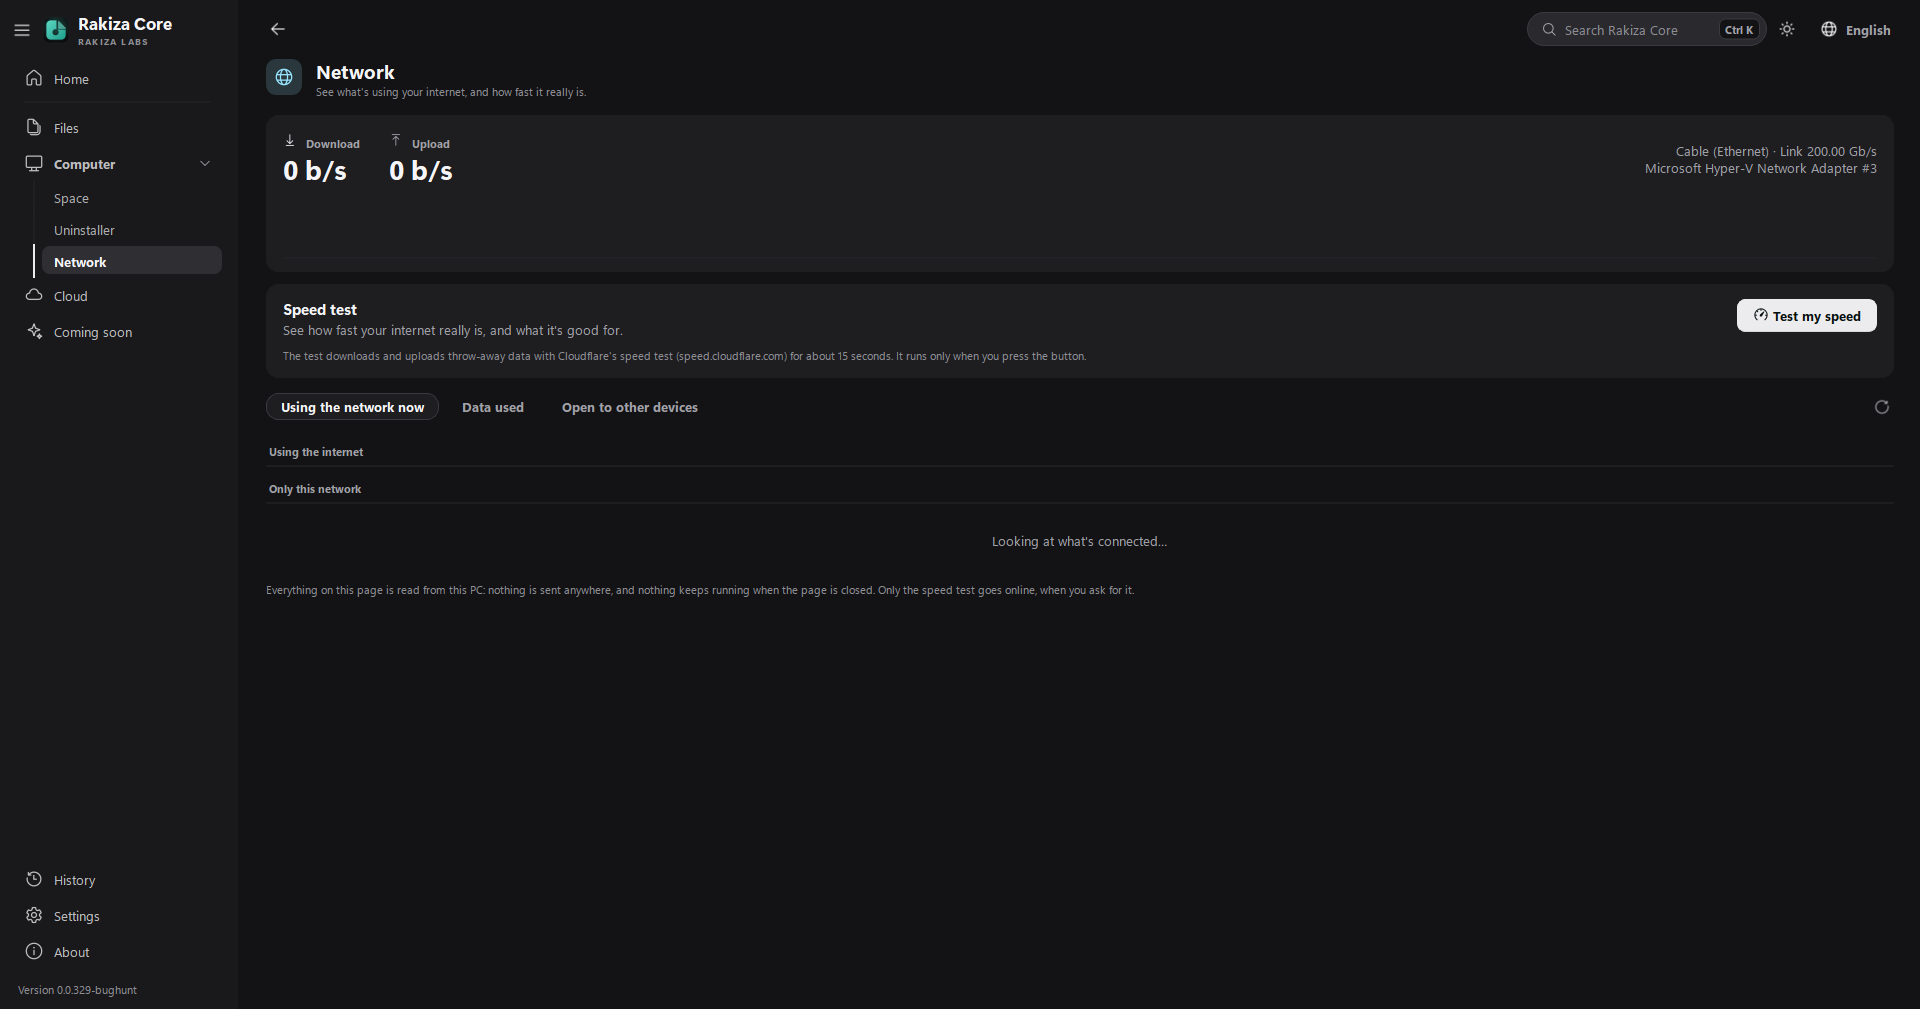 Rakiza Core
RAKIZA LABS
Search Rakiza Core
Ctrl K
English
Home
Files
Computer
Space
Uninstaller
Network
Cloud
Coming soon
Network
See what's using your internet, and how fast it really is.
Download
Upload
0 b/s
0 b/s
Cable (Ethernet) · Link 200.00 Gb/s
Microsoft Hyper-V Network Adapter #3
Speed test
See how fast your internet really is, and what it's good for.
The test downloads and uploads throw-away data with Cloudflare's speed test (speed.cloudflare.com) for about 15 seconds. It runs only when you press the button.
Test my speed
Using the network now
Data used
Open to other devices
Using the internet
Only this network
Looking at what's connected...
Everything on this page is read from this PC: nothing is sent anywhere, and nothing keeps running when the page is closed. Only the speed test goes online, when you ask for it.
History
Settings
About
Version 0.0.329-bughunt